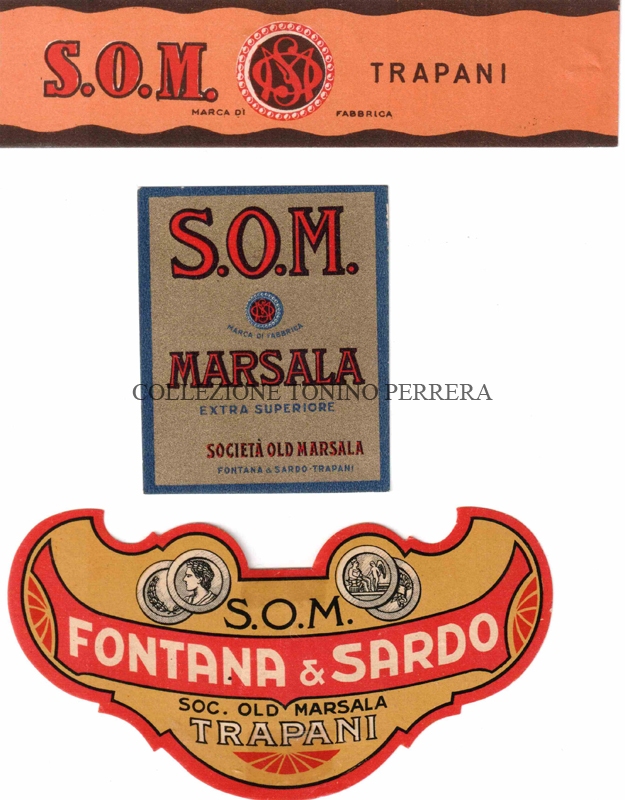 S.O.M. TRAPANI
MARCA DI FABBRICA
S.O.M.
MARCA DI FABBRICA
MARSALA
COLLEZIONE TONINO PERRERA
EXTRA SUPERIORE
SOCIETÀ OLD MARSALA
FONTANA & SARDO-TRAPANI
S.O.M.
FONTANA & SARDO
SOC. OLD MARSALA
TRAPANI